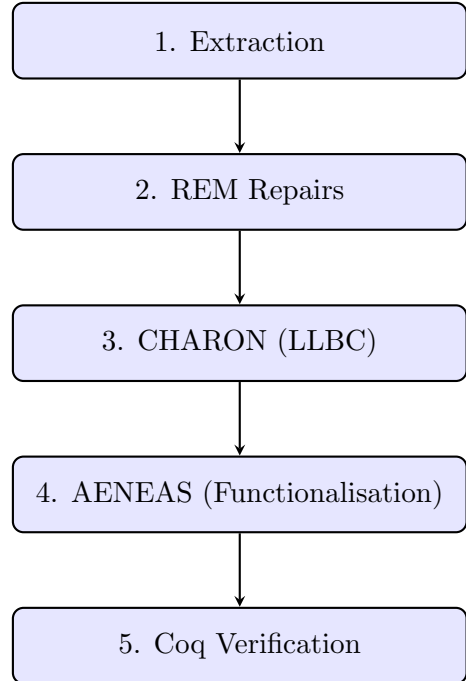 1. Extraction
2. REM Repairs
3. CHARON (LLBC)
4. AENEAS (Functionalisation)
5. Coq Verification